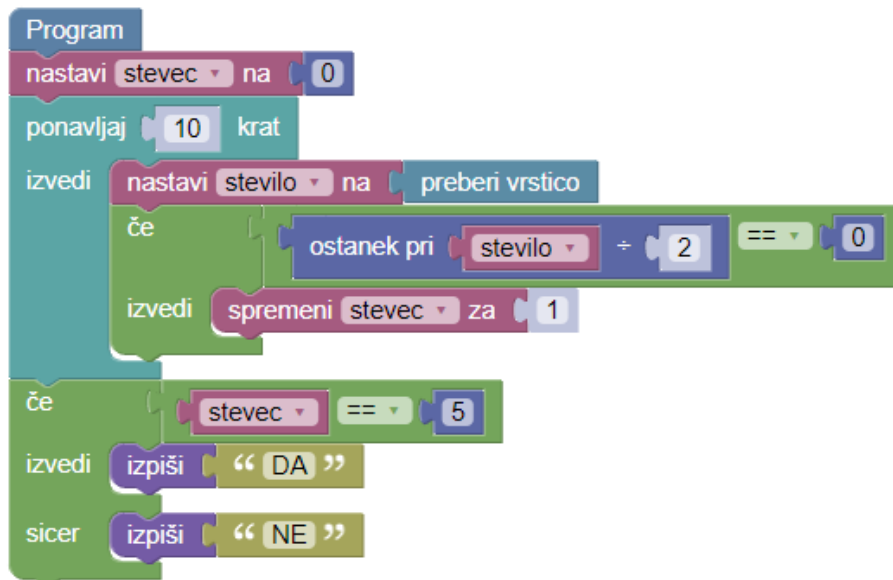 Program
nastavi stevec na 0
ponavljaj 10 krat
izvedi nastavi stevilo na preberi vrstico
če ostanek pri stevilo ÷ 2 == 0
izvedi spremeni stevec za 1
če stevec == 5
izvedi izpiši “ DA ”
sicer izpiši “ NE ”